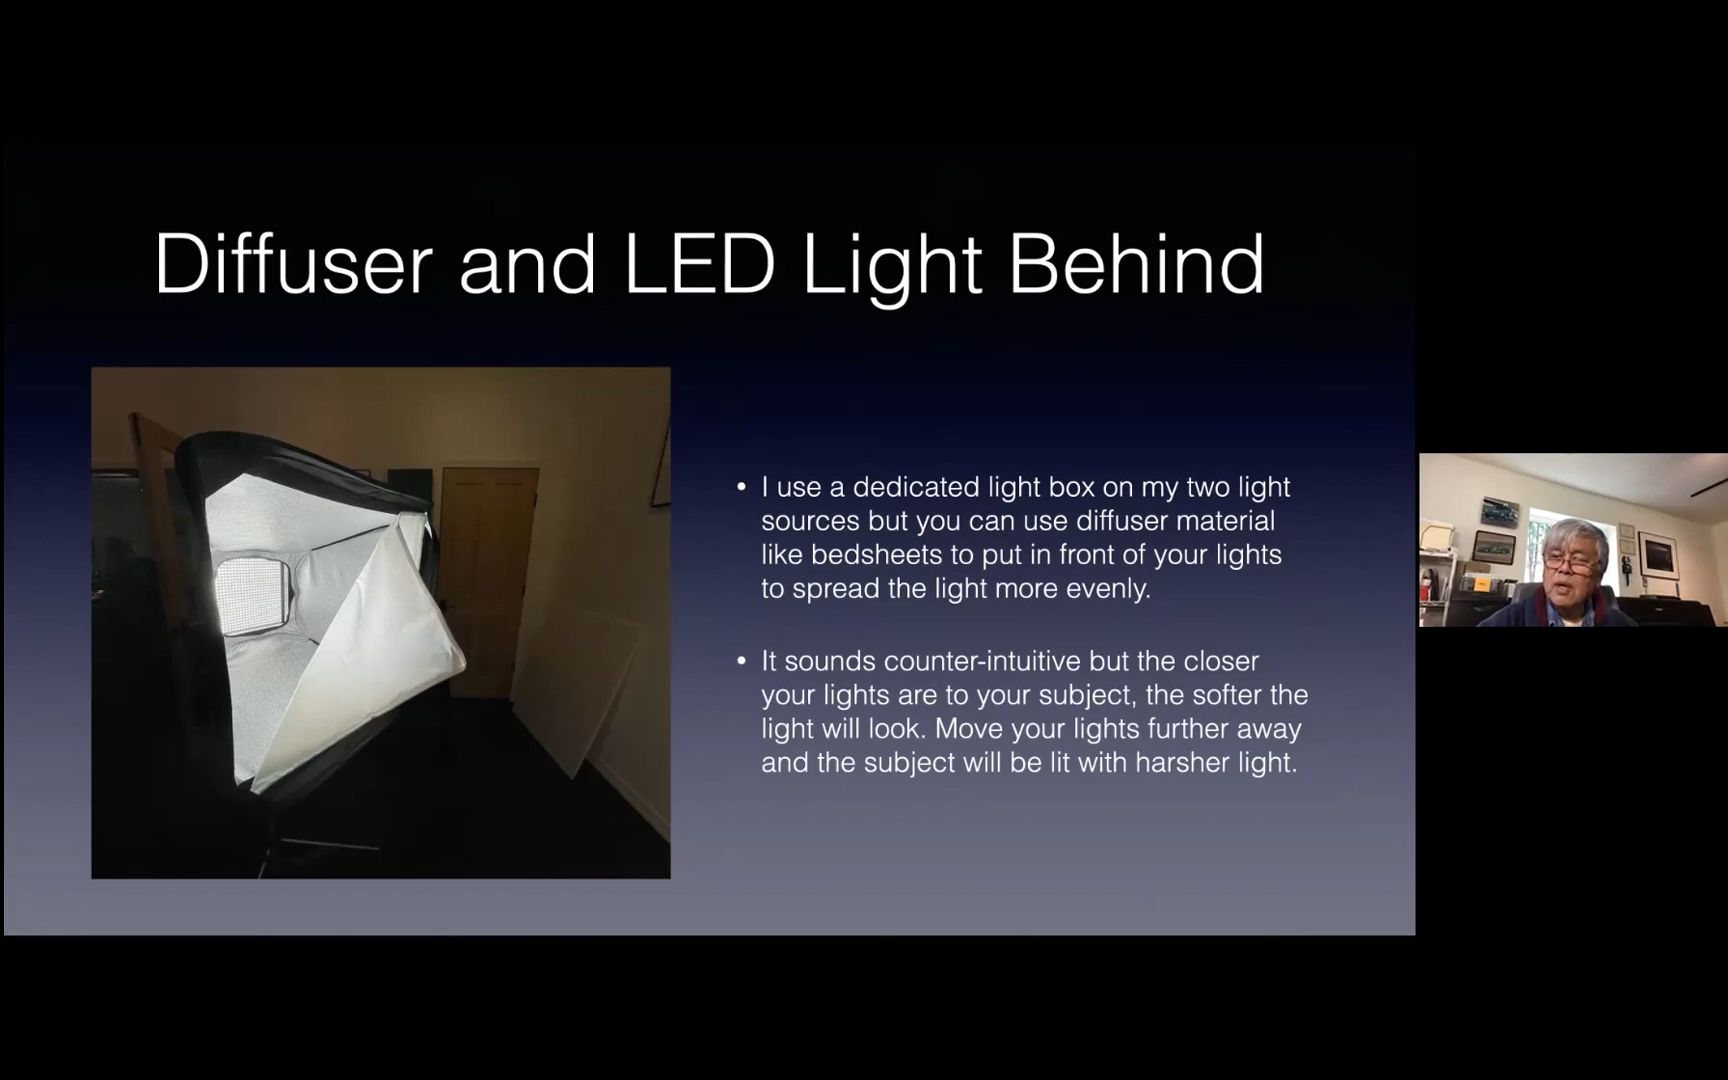 Diffuser and LED Light Behind
• I use a dedicated light box on my two light
sources but you can use diffuser material
like bedsheets to put in front of your lights
to spread the light more evenly.
• It sounds counter-intuitive but the closer
your lights are to your subject, the softer the
light will look. Move your lights further away
and the subject will be lit with harsher light.